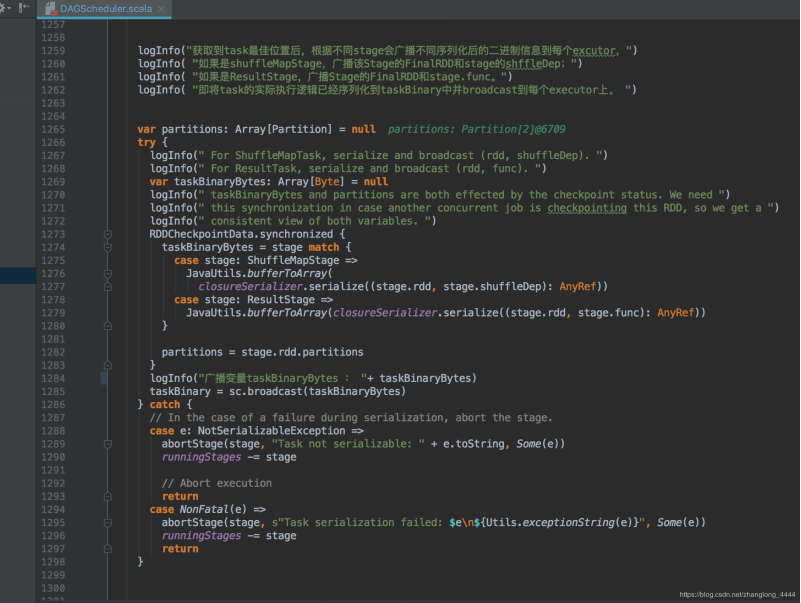 DAGScheduler.scala
1257
1258
1259 logInfo("获取到task最佳位置后，根据不同stage会广播不同序列化后的二进制信息到每个excutor，")
1260 logInfo( "如果是shuffleMapStage，广播该Stage的FinalRDD和stage的shffleDep；")
1261 logInfo( "如果是ResultStage，广播Stage的FinalRDD和stage.func。")
1262 logInfo( "即将task的实际执行逻辑已经序列化到taskBinary中并broadcast到每个executor上。 ")
1263
1264
1265 var partitions: Array[Partition] = null partitions: Partition[2]@6709
1266 try {
1267 logInfo(" For ShuffleMapTask, serialize and broadcast (rdd, shuffleDep). ")
1268 logInfo(" For ResultTask, serialize and broadcast (rdd, func). ")
1269 var taskBinaryBytes: Array[Byte] = null
1270 logInfo(" taskBinaryBytes and partitions are both effected by the checkpoint status. We need ")
1271 logInfo(" this synchronization in case another concurrent job is checkpointing this RDD, so we get a ")
1272 logInfo(" consistent view of both variables. ")
1273 RDDCheckpointData.synchronized {
1274 taskBinaryBytes = stage match {
1275 case stage: ShuffleMapStage =>
1276 JavaUtils.bufferToArray(
1277 closureSerializer.serialize((stage.rdd, stage.shuffleDep): AnyRef))
1278 case stage: ResultStage =>
1279 JavaUtils.bufferToArray(closureSerializer.serialize((stage.rdd, stage.func): AnyRef))
1280 }
1281
1282 partitions = stage.rdd.partitions
1283 }
1284 logInfo("广播变量taskBinaryBytes ： "+ taskBinaryBytes)
1285 taskBinary = sc.broadcast(taskBinaryBytes)
1286 } catch {
1287 // In the case of a failure during serialization, abort the stage.
1288 case e: NotSerializableException =>
1289 abortStage(stage, "Task not serializable: " + e.toString, Some(e))
1290 runningStages -= stage
1291
1292 // Abort execution
1293 return
1294 case NonFatal(e) =>
1295 abortStage(stage, s"Task serialization failed: $e\n${Utils.exceptionString(e)}", Some(e))
1296 runningStages -= stage
1297 return
1298 }
1299
1300
1301
https://blog.csdn.net/zhanglong_4444